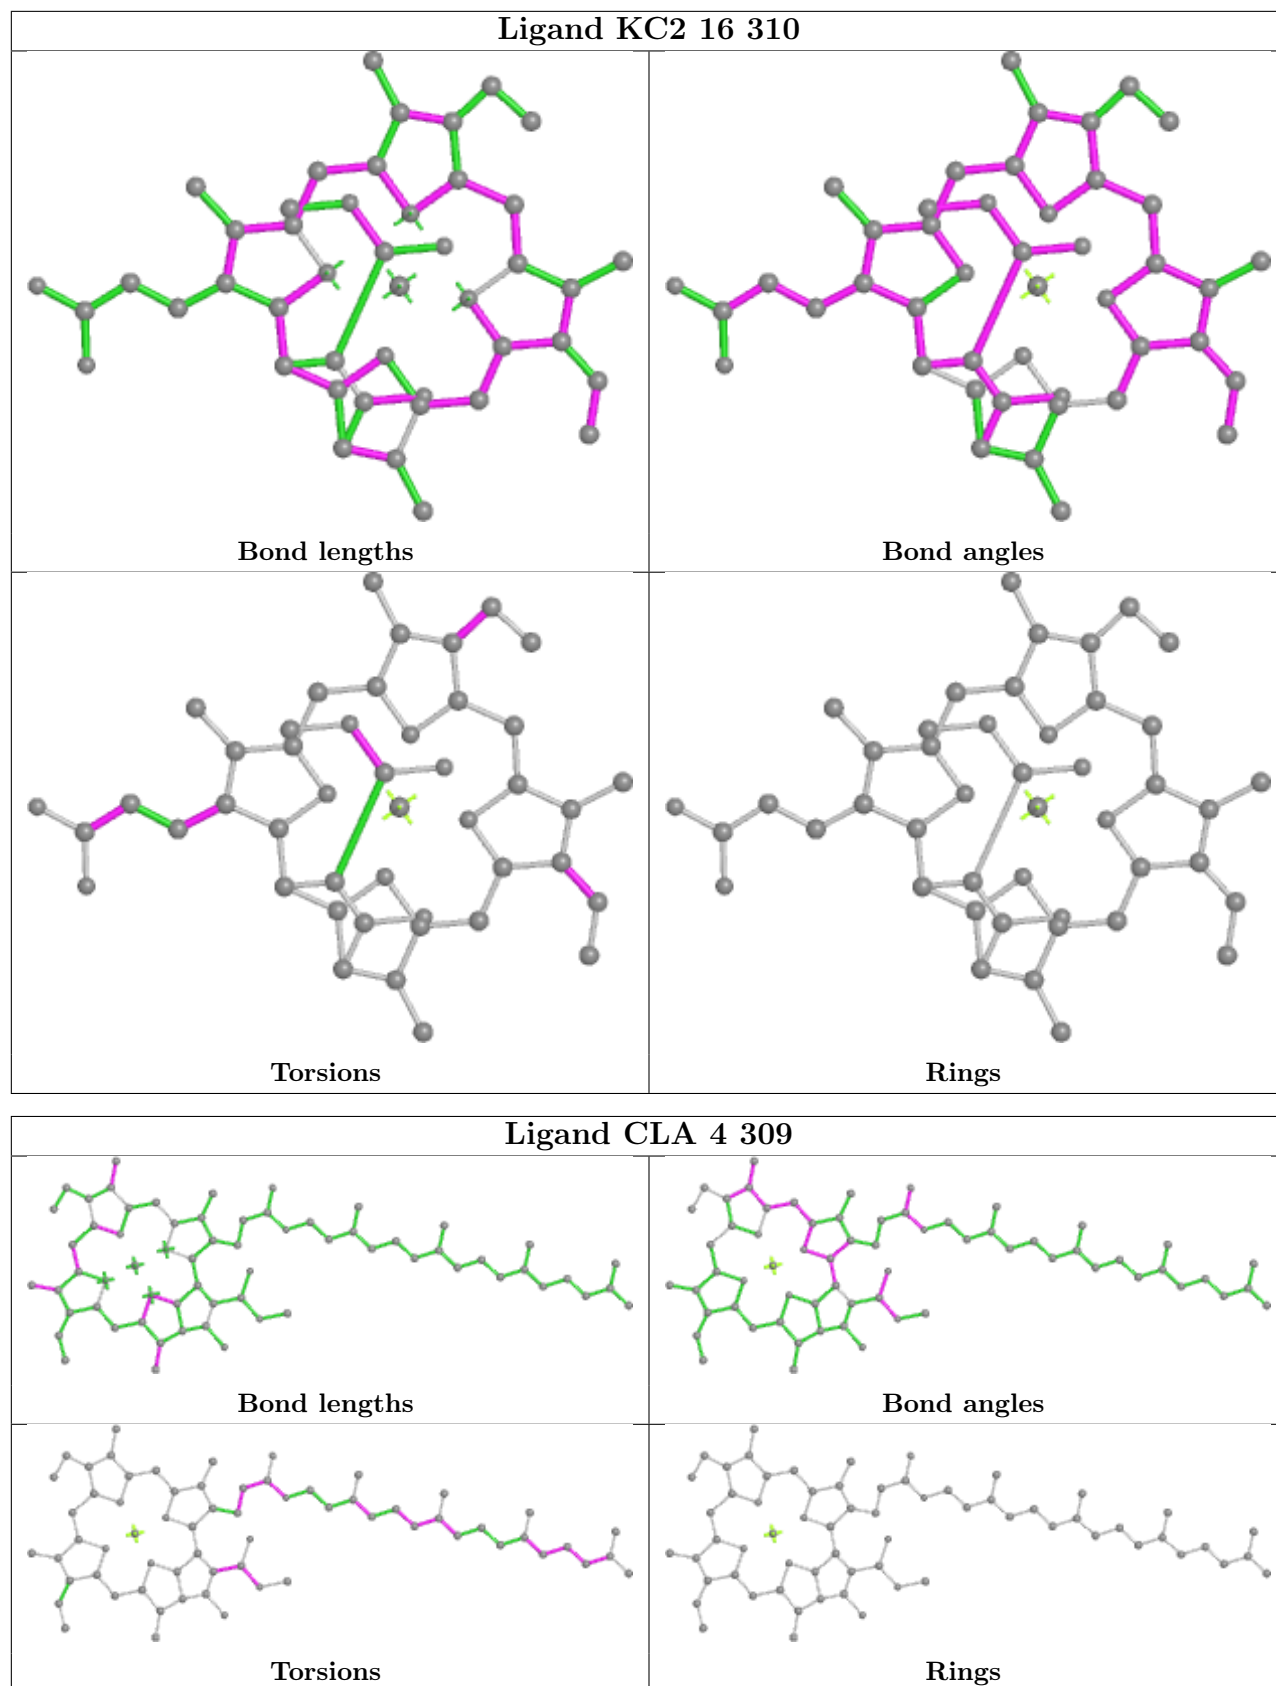 Ligand KC2 16 310
Bond lengths
Bond angles
Torsions
Rings
Ligand CLA 4 309
Bond lengths
Bond angles
Torsions
Rings